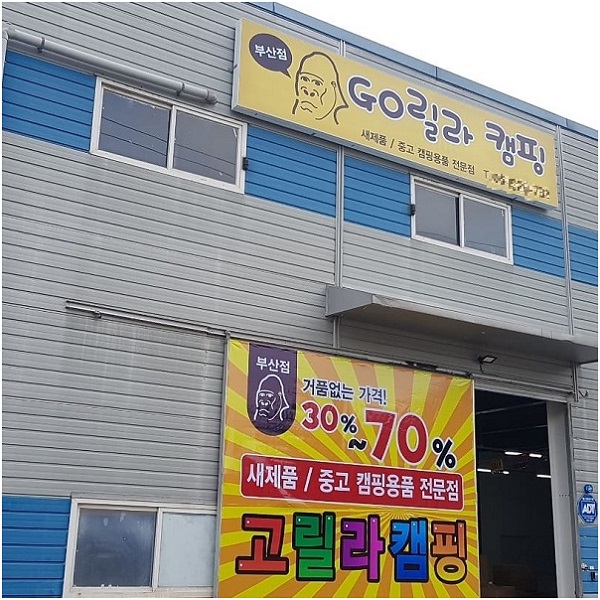 부산점
GO릴라 캠핑
새제품 / 중고 캠핑용품 전문점
부산점
거품없는 가격!
30%~70%
새제품 / 중고 캠핑용품 전문점
고릴라캠핑
ADT